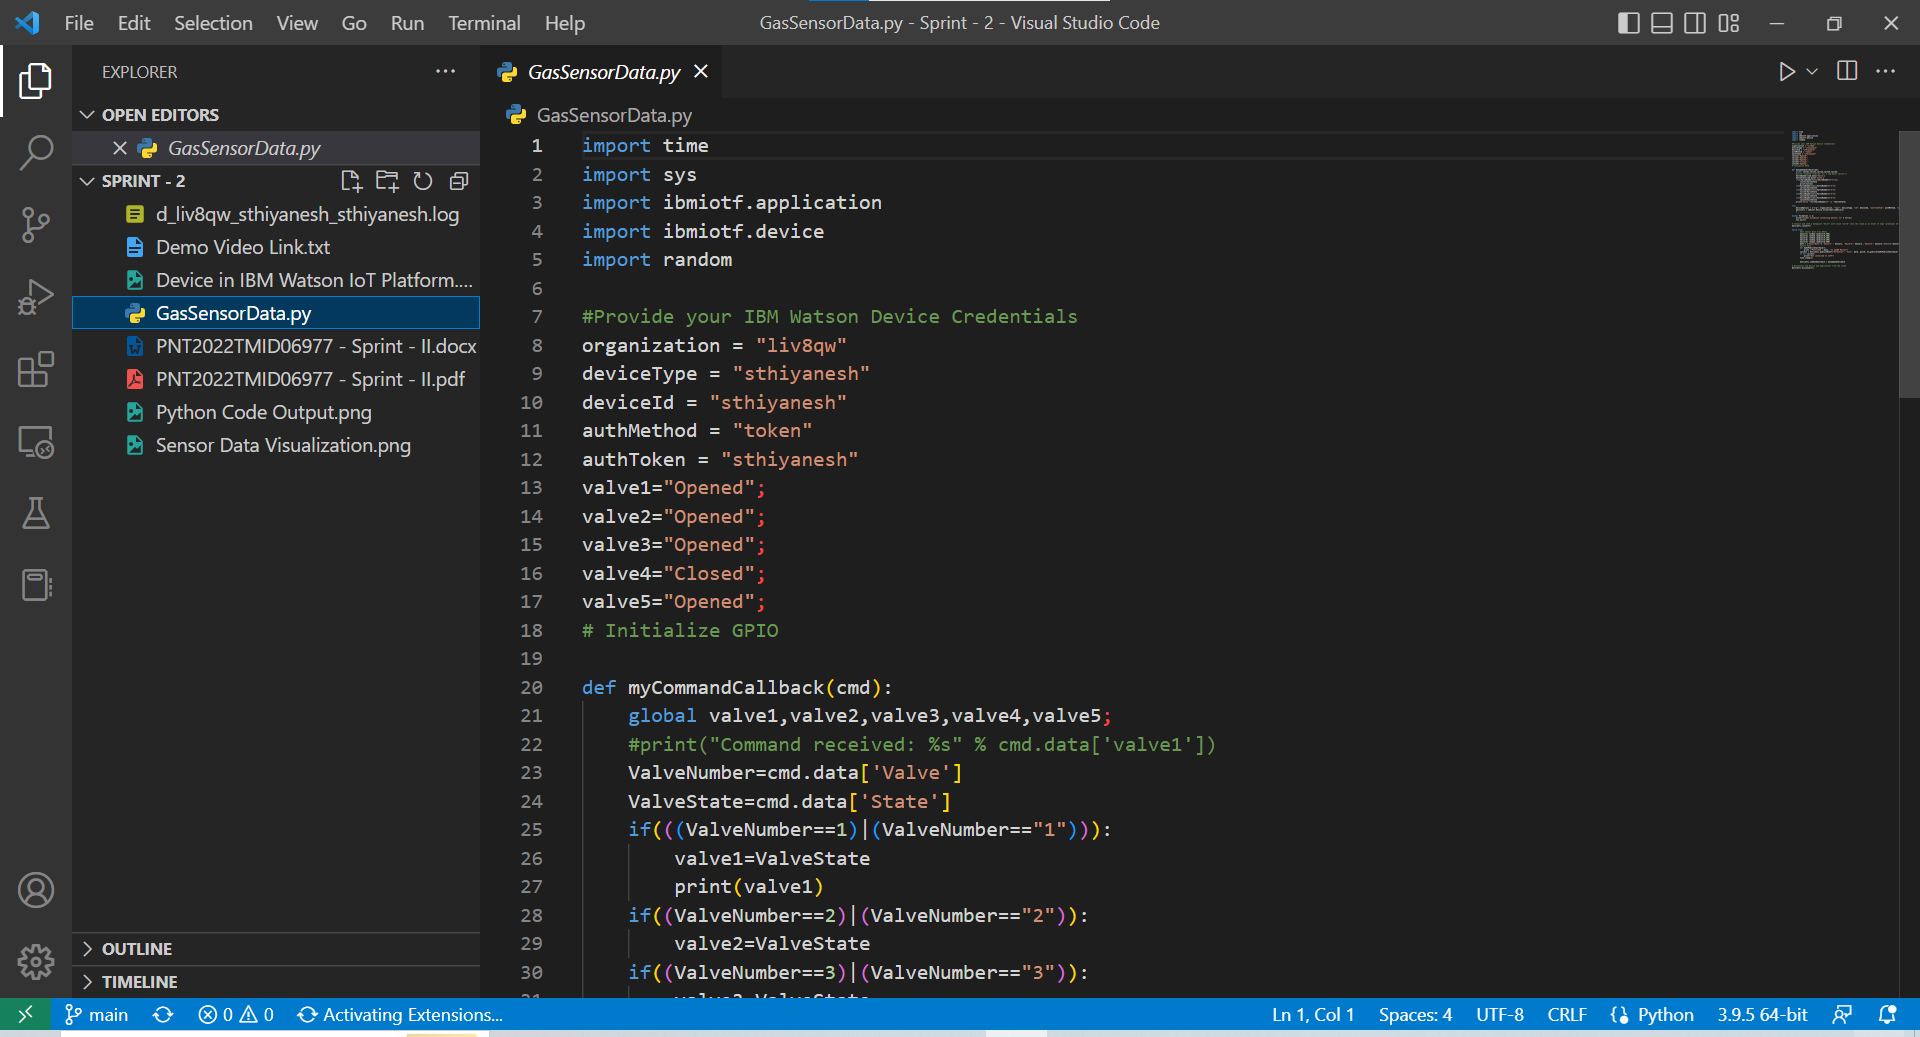 File Edit Selection View Go Run Terminal Help
GasSensorData.py - Sprint - 2 - Visual Studio Code
EXPLORER
OPEN EDITORS
GasSensorData.py
SPRINT - 2
d_liv8qw_sthiyanesh_sthiyanesh.log
Demo Video Link.txt
Device in IBM Watson IoT Platform....
GasSensorData.py
PNT2022TMID06977 - Sprint - II.docx
PNT2022TMID06977 - Sprint - II.pdf
Python Code Output.png
Sensor Data Visualization.png
OUTLINE
TIMELINE
GasSensorData.py
GasSensorData.py
1 import time
2 import sys
3 import ibmiotf.application
4 import ibmiotf.device
5 import random
6
7 #Provide your IBM Watson Device Credentials
8 organization = "liv8qw"
9 deviceType = "sthiyanesh"
10 deviceId = "sthiyanesh"
11 authMethod = "token"
12 authToken = "sthiyanesh"
13 valve1="Opened";
14 valve2="Opened";
15 valve3="Opened";
16 valve4="Closed";
17 valve5="Opened";
18 # Initialize GPIO
19
20 def myCommandCallback(cmd):
21 global valve1,valve2,valve3,valve4,valve5;
22 #print("Command received: %s" % cmd.data['valve1'])
23 ValveNumber=cmd.data['Valve']
24 ValveState=cmd.data['State']
25 if(((ValveNumber==1)|(ValveNumber=="1"))):
26 valve1=ValveState
27 print(valve1)
28 if((ValveNumber==2)|(ValveNumber=="2")):
29 valve2=ValveState
30 if((ValveNumber==3)|(ValveNumber=="3")):
31 valve3=ValveState
main 0 0 Activating Extensions... Ln 1, Col 1 Spaces: 4 UTF-8 CRLF Python 3.9.5 64-bit